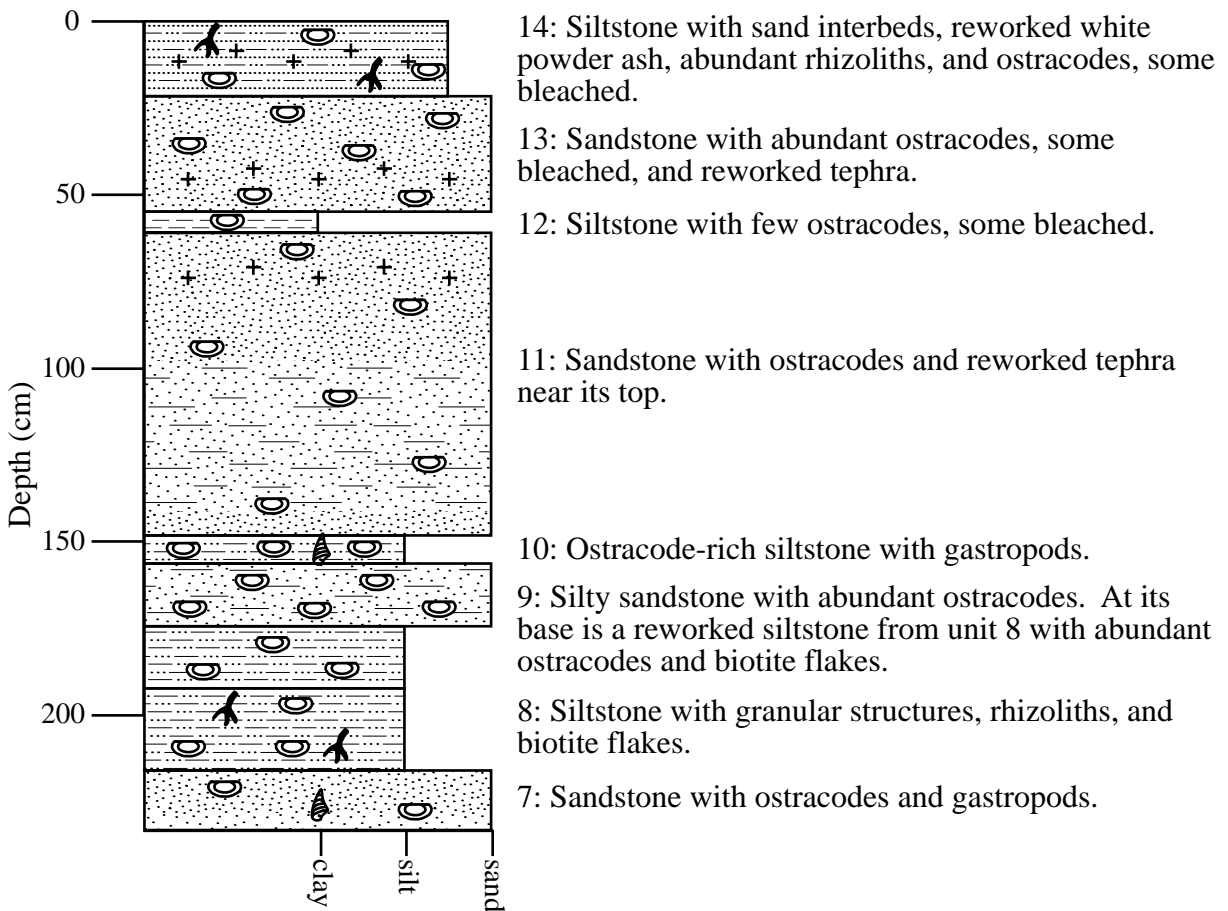 0
50
100
150
200
Depth (cm)
clay
silt
sand
14: Siltstone with sand interbeds, reworked white
powder ash, abundant rhizoliths, and ostracodes, some
bleached.
13: Sandstone with abundant ostracodes, some
bleached, and reworked tephra.
12: Siltstone with few ostracodes, some bleached.
11: Sandstone with ostracodes and reworked tephra
near its top.
10: Ostracode-rich siltstone with gastropods.
9: Silty sandstone with abundant ostracodes.  At its
base is a reworked siltstone from unit 8 with abundant
ostracodes and biotite flakes.
8: Siltstone with granular structures, rhizoliths, and
biotite flakes.
7: Sandstone with ostracodes and gastropods.